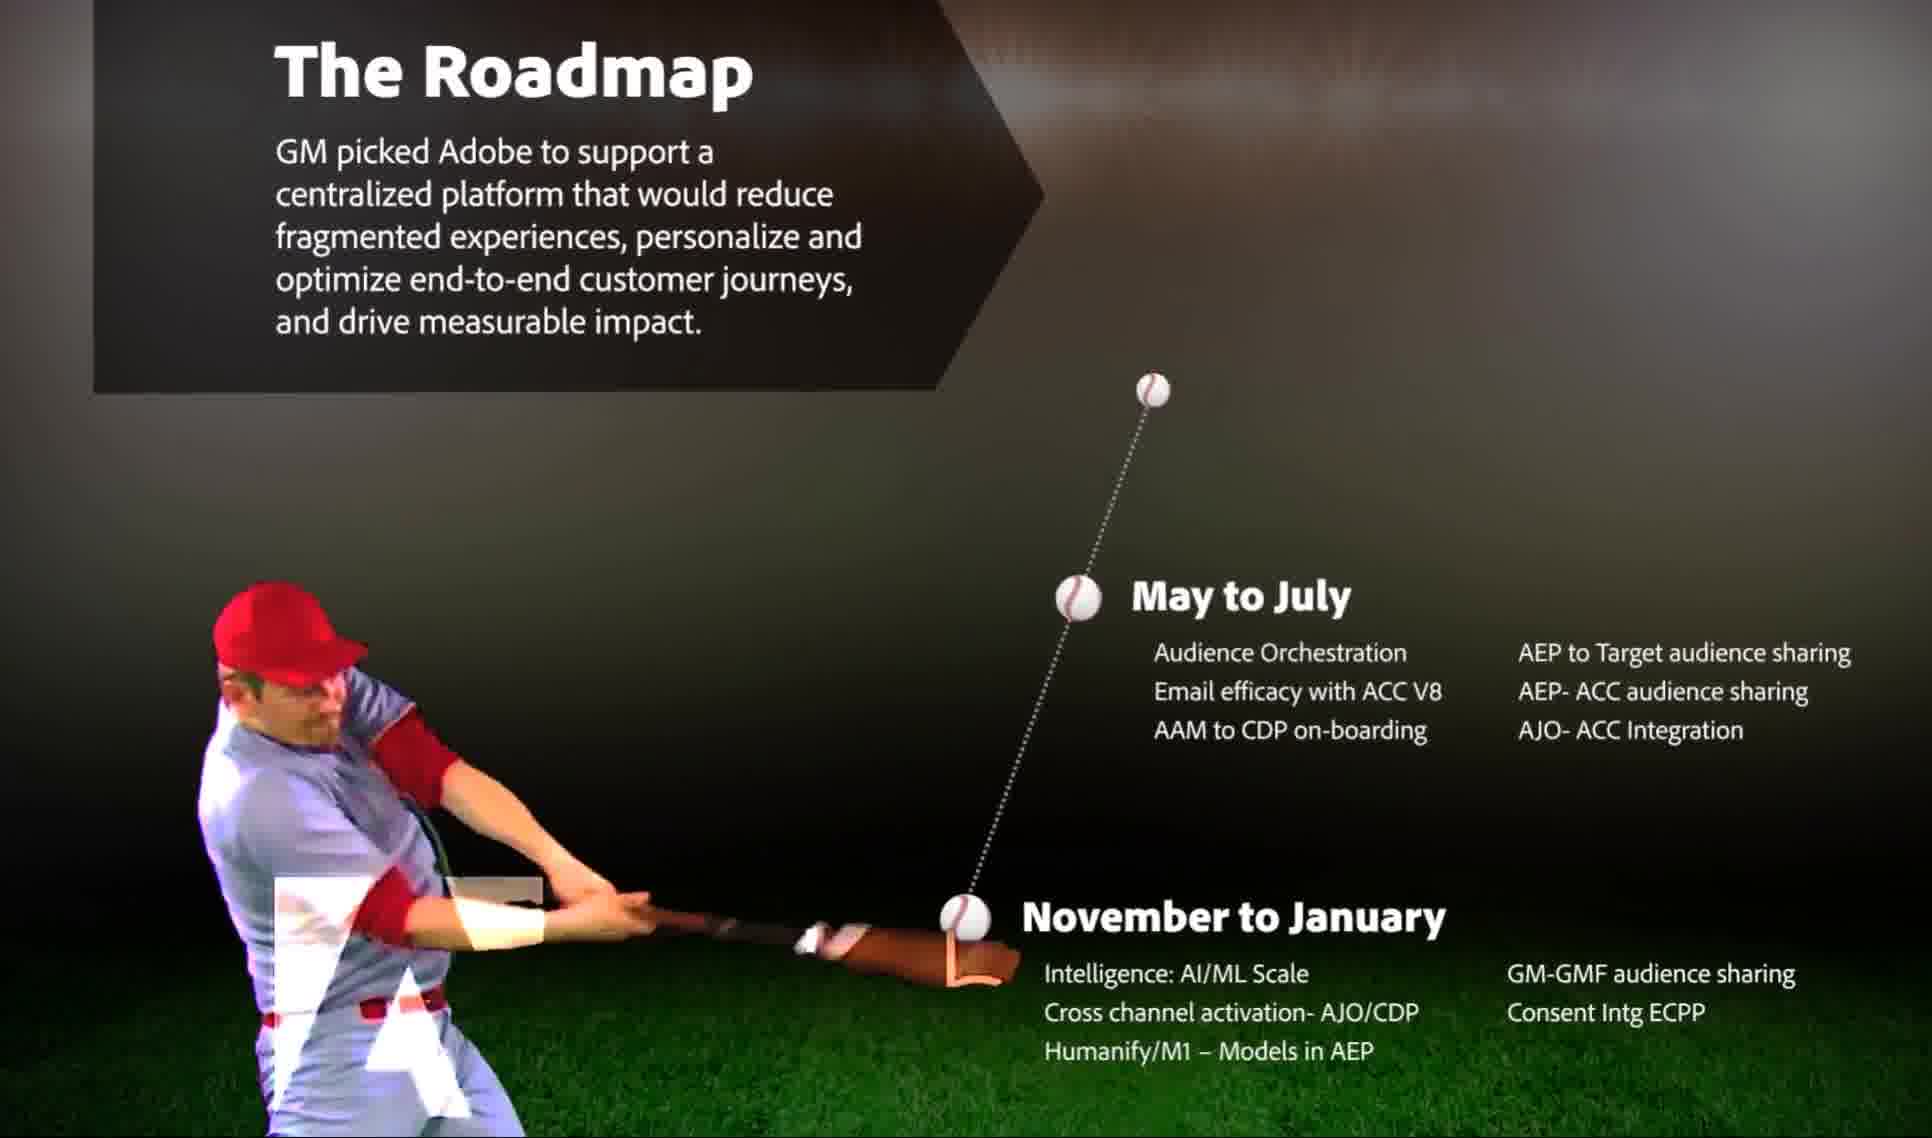 The Roadmap
GM picked Adobe to support a
centralized platform that would reduce
fragmented experiences, personalize and
optimize end-to-end customer journeys,
and drive measurable impact.
May to July
Audience Orchestration
Email efficacy with ACC V8
AAM to CDP on-boarding
AEP to Target audience sharing
AEP- ACC audience sharing
AJO- ACC Integration
November to January
Intelligence: AI/ML Scale
Cross channel activation- AJO/CDP
Humanify/M1 – Models in AEP
GM-GMF audience sharing
Consent Intg ECPP